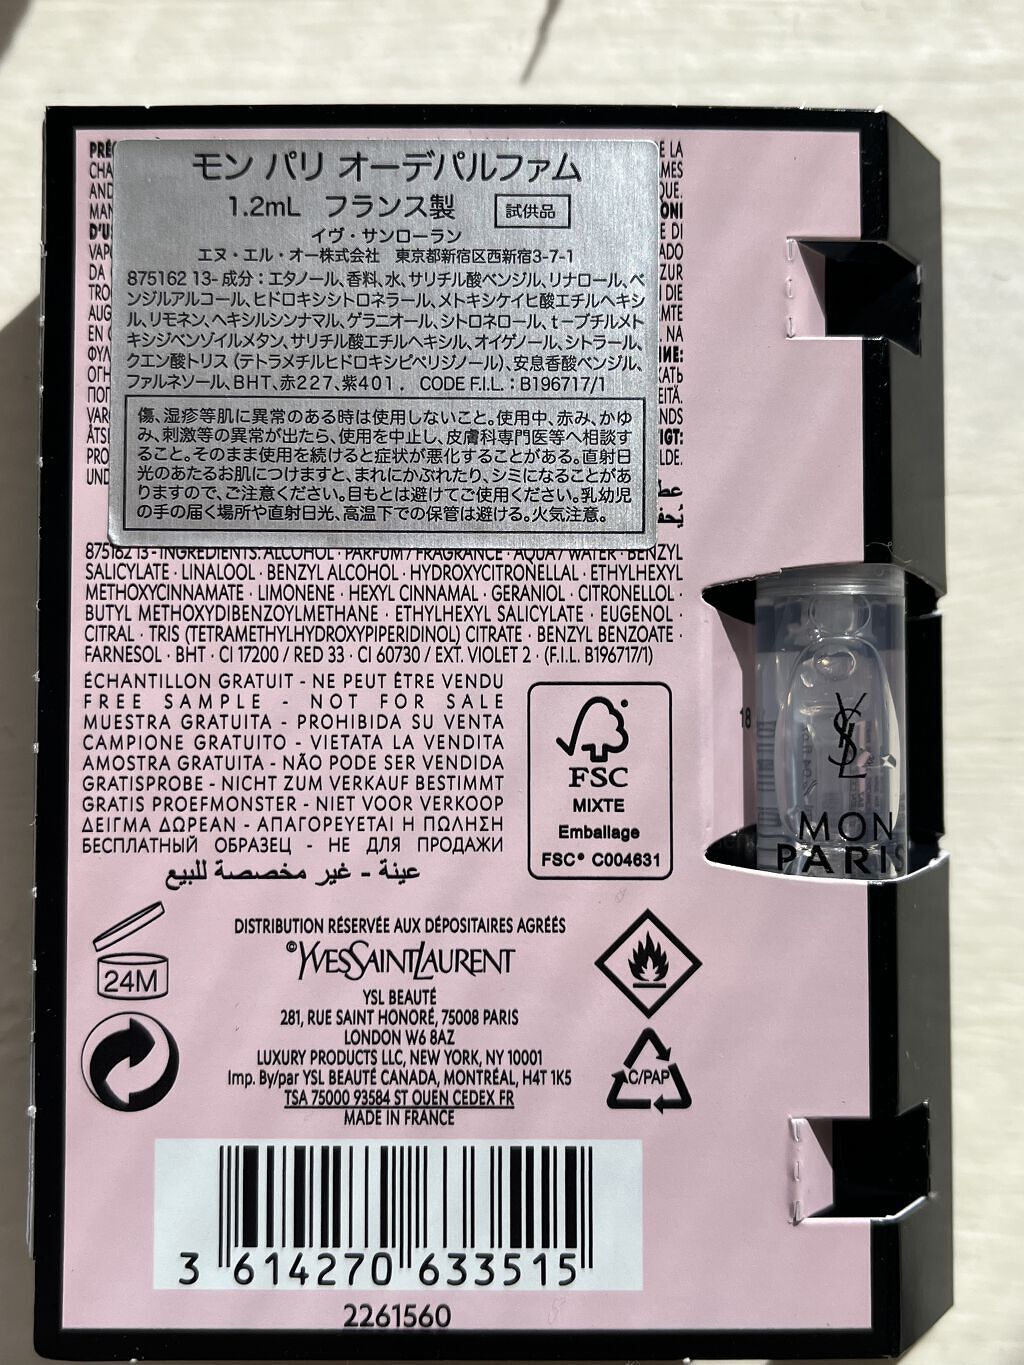 モン パリ オーデパルファム
1.2mL フランス製 試供品
イヴ・サンローラン
エヌ・エル・オー株式会社 東京都新宿区西新宿3-7-1
875162 13- 成分：エタノール、香料、水、サリチル酸ベンジル、リナロール、ベ
ンジルアルコール、ヒドロキシシトロネラール、メトキシケイヒ酸エチルヘキシ
ル、リモネン、ヘキシルシンナマル、ゲラニオール、シトロネロール、t－ブチルメト
キシジベンゾイルメタン、サリチル酸エチルヘキシル、オイゲノール、シトラール、
クエン酸トリス（テトラメチルヒドロキシピペリジノール）、安息香酸ベンジル、
ファルネソール、BHT、赤227、紫401． CODE F.I.L.：B196717/1
傷、湿疹等肌に異常のある時は使用しないこと。使用中、赤み、かゆ
み、刺激等の異常が出たら、使用を中止し、皮膚科専門医等へ相談す
ること。そのまま使用を続けると症状が悪化することがある。直射日
光のあたるお肌につけますと、まれにかぶれたり、シミになることがあ
りますので、ご注意ください。目もとは避けてご使用ください。乳幼児
の手の届く場所や直射日光、高温下での保管は避ける。火気注意。
875162 13 - INGREDIENTS: ALCOHOL · PARFUM / FRAGRANCE · AQUA / WATER · BENZYL
SALICYLATE · LINALOOL · BENZYL ALCOHOL · HYDROXYCITRONELLAL · ETHYLHEXYL
METHOXYCINNAMATE · LIMONENE · HEXYL CINNAMAL · GERANIOL · CITRONELLOL ·
BUTYL METHOXYDIBENZOYLMETHANE · ETHYLHEXYL SALICYLATE · EUGENOL ·
CITRAL · TRIS (TETRAMETHYLHYDROXYPIPERIDINOL) CITRATE · BENZYL BENZOATE ·
FARNESOL · BHT · CI 17200 / RED 33 · CI 60730 / EXT. VIOLET 2 · (F.I.L. B196717/1)
ÉCHANTILLON GRATUIT - NE PEUT ÊTRE VENDU
FREE SAMPLE - NOT FOR SALE
MUESTRA GRATUITA - PROHIBIDA SU VENTA
CAMPIONE GRATUITO - VIETATA LA VENDITA
AMOSTRA GRATUITA - NÃO PODE SER VENDIDA
GRATISPROBE - NICHT ZUM VERKAUF BESTIMMT
GRATIS PROEFMONSTER - NIET VOOR VERKOOP
ΔΕΙΓΜΑ ΔΩΡΕΑΝ - ΑΠΑΓΟΡΕΥΕΤΑΙ Η ΠΩΛΗΣΗ
БЕСПЛАТНЫЙ ОБРАЗЕЦ - НЕ ДЛЯ ПРОДАЖИ
عينة - غير مخصصة للبيع
FSC
MIXTE
Emballage
FSC® C004631
18
YSL
MON
PARIS
24M
DISTRIBUTION RÉSERVÉE AUX DÉPOSITAIRES AGRÉÉS
©YVESSAINTLAURENT
YSL BEAUTÉ
281, RUE SAINT HONORÉ, 75008 PARIS
LONDON W6 8AZ
LUXURY PRODUCTS LLC, NEW YORK, NY 10001
Imp. By/par YSL BEAUTÉ CANADA, MONTRÉAL, H4T 1K5
TSA 75000 93584 ST OUEN CEDEX FR
MADE IN FRANCE
C/PAP
3 614270 633515
2261560